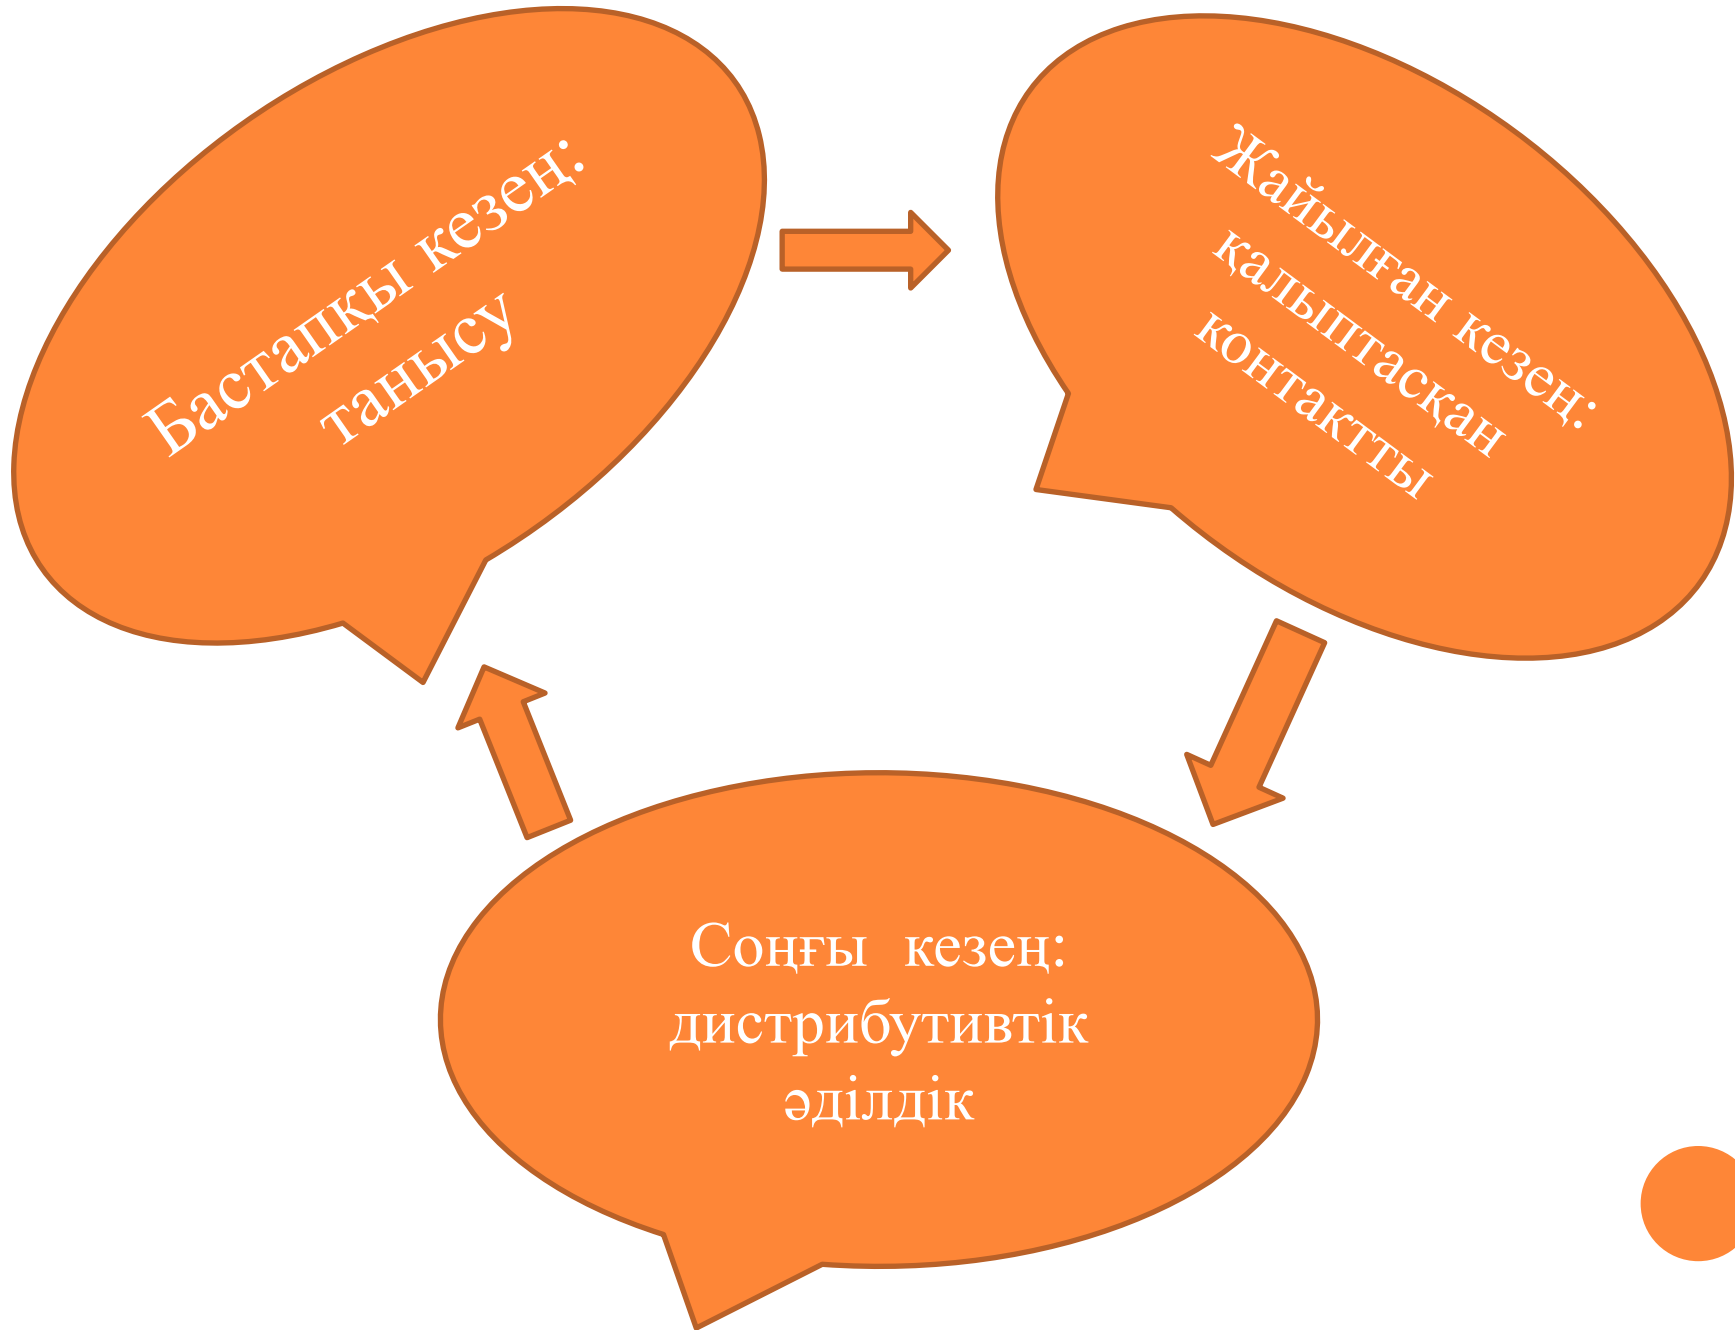 Бастапқы кезең:
танысу
Жайылған кезең:
қалыптасқан
контактты
Соңғы кезең:
дистрибутивтік
әділдік